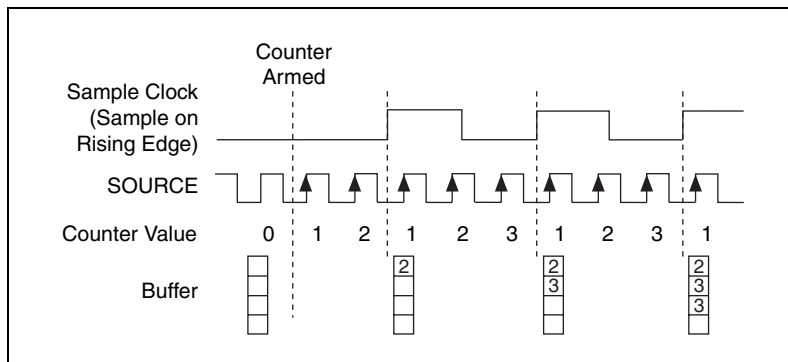 Counter
Armed
Sample Clock
(Sample on
Rising Edge)
SOURCE
Counter Value 0 1 2 1 2 3 1 2 3 1
Buffer
2 2 2
3 3
3